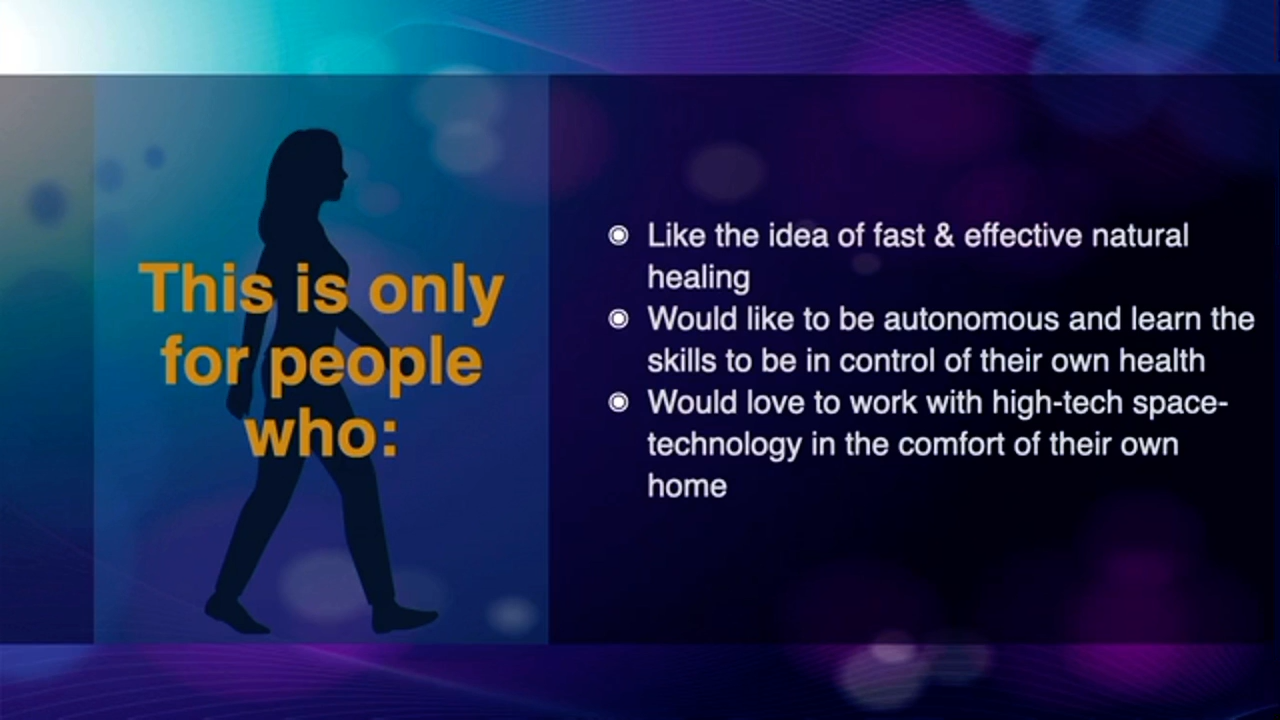 This is only
for people
who:
◉ Like the idea of fast & effective natural
healing
◉ Would like to be autonomous and learn the
skills to be in control of their own health
◉ Would love to work with high-tech space-
technology in the comfort of their own
home